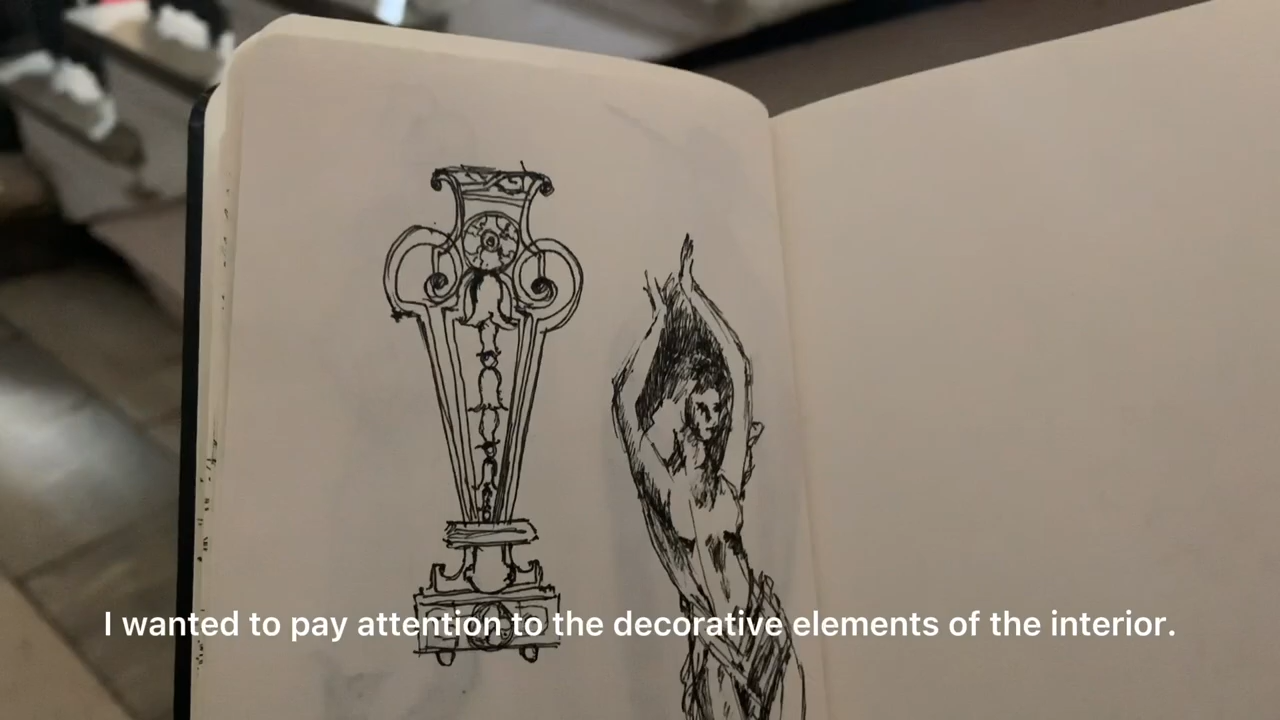 I wanted to pay attention to the decorative elements of the interior.